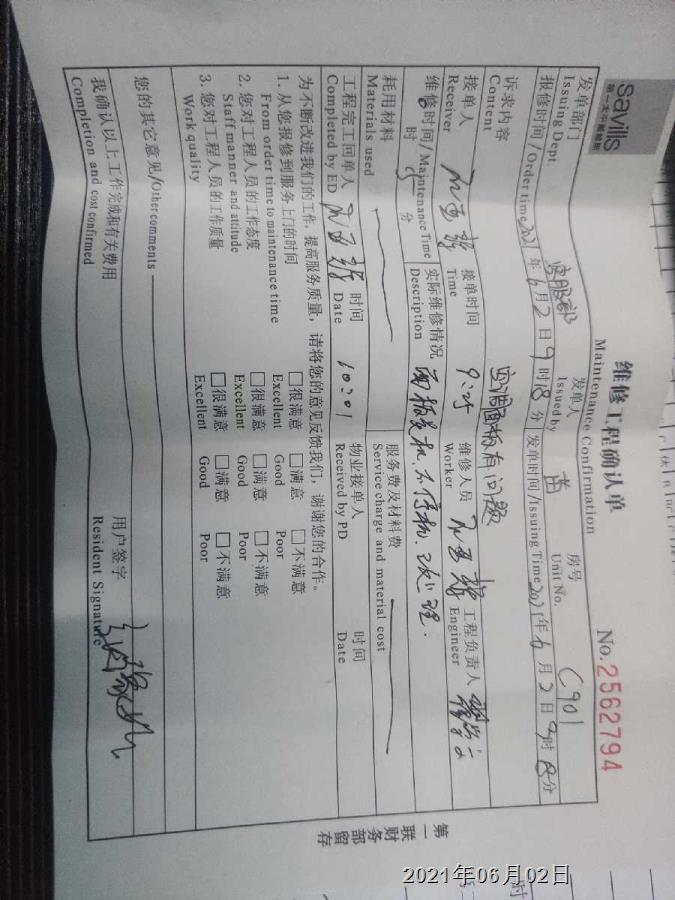 savills
第一太平戴维斯
维修工程确认单
Maintenance Confirmation
No.2562794
发单部门 客服部 发单人 苗 房号 C901
Issuing Dept. Issued by Unit No.
报修时间/Order time 2021年6月2日9时18分 发单时间/Issuing Time 2021年6月2日9时
诉求内容 空调面板有问题
Content
接单人 接单时间 9:25 维修人员 工程负责人
Receiver Time Worker Engineer
维修时间/Maintenance Time 实际维修情况
时 分 Description
耗用材料 服务费及材料费
Materials used Service charge and material cost
工程完工回单人 时间 10:01 物业接单人 时间
Completed by ED Date Received by PD Date
为不断改进我们的工作，提高服务质量，请将您的意见反馈我们，谢谢您的合作。
1. 从您报修到服务上门的时间 □很满意 □满意 □不满意
From order time to maintenance time Excellent Good Poor
2. 您对工程人员的工作态度 □很满意 □满意 □不满意
Staff manner and attitude Excellent Good Poor
3. 您对工程人员的工作质量 □很满意 □满意 □不满意
Work quality Excellent Good Poor
您的其它意见/Other comments
我确认以上工作完成和有关费用 用户签字
Completion and cost confirmed Resident Signature
第一联 财务部留存
2021年06月02日